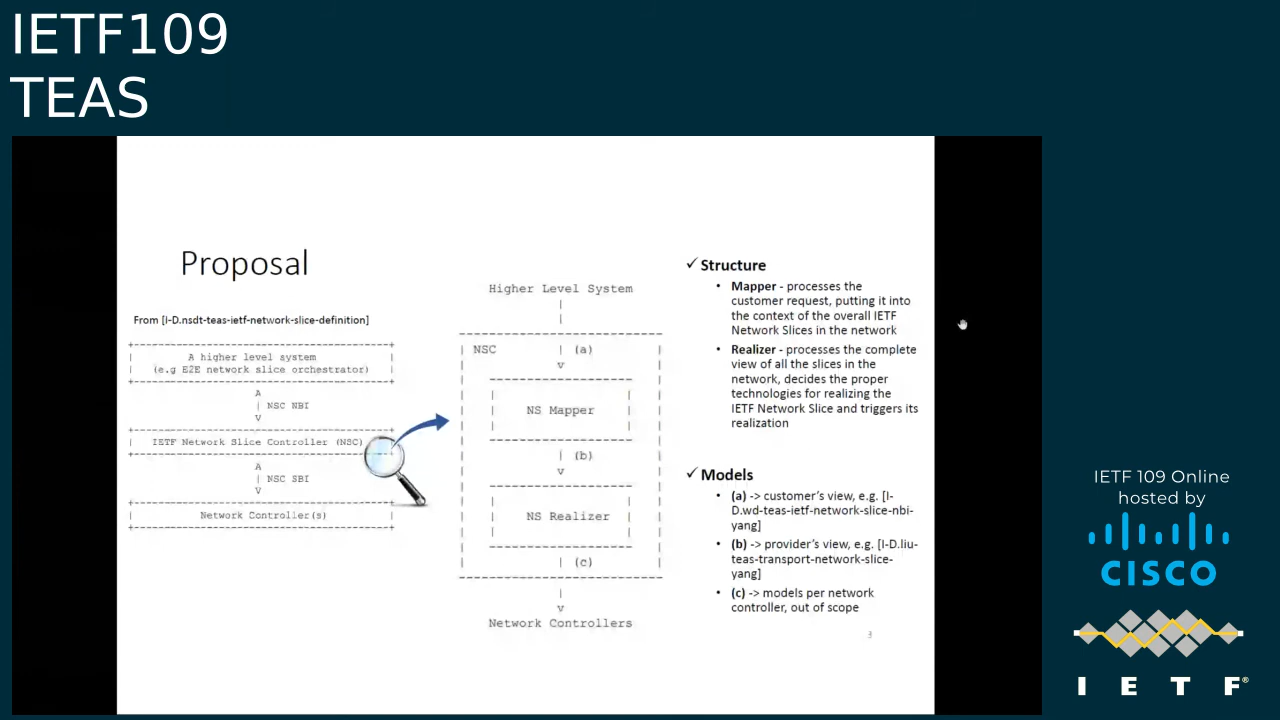 IETF109
TEAS
Proposal
From [I-D.nsdt-teas-ietf-network-slice-definition]
+------------------------------------------+
| A higher level system |
| (e.g E2E network slice orchestrator) |
+------------------------------------------+
A
| NSC NBI
V
+------------------------------------------+
| IETF Network Slice Controller (NSC) |
+------------------------------------------+
A
| NSC SBI
V
+------------------------------------------+
| Network Controller(s) |
+------------------------------------------+
Higher Level System
|
|
| NSC | (a) |
v
NS Mapper
| (b)
v
NS Realizer
| (c)
|
v
Network Controllers
✓ Structure
• Mapper - processes the
customer request, putting it into
the context of the overall IETF
Network Slices in the network
• Realizer - processes the complete
view of all the slices in the
network, decides the proper
technologies for realizing the
IETF Network Slice and triggers its
realization
✓ Models
• (a) -> customer's view, e.g. [I-
D.wd-teas-ietf-network-slice-nbi-
yang]
• (b) -> provider's view, e.g. [I-D.liu-
teas-transport-network-slice-
yang]
• (c) -> models per network
controller, out of scope
3
IETF 109 Online
hosted by
CISCO
I E T F®